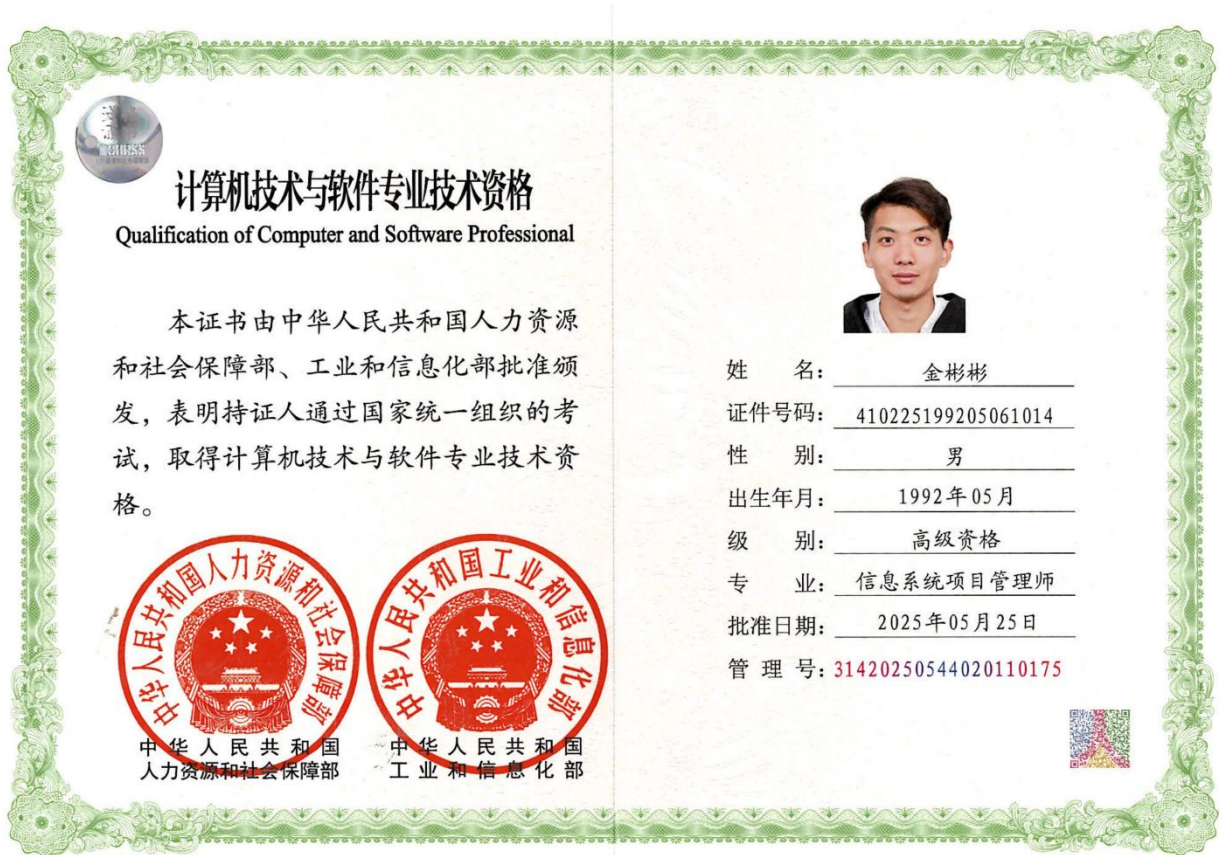 计算机技术与软件专业技术资格
Qualification of Computer and Software Professional
本证书由中华人民共和国人力资源
和社会保障部、工业和信息化部批准颁
发，表明持证人通过国家统一组织的考
试，取得计算机技术与软件专业技术资
格。
中华人民共和国人力资源和社会保障部
中华人民共和国
人力资源和社会保障部
中华人民共和国工业和信息化部
中华人民共和国
工业和信息化部
姓 名：金彬彬
证件号码：410225199205061014
性 别：男
出生年月：1992年05月
级 别：高级资格
专 业：信息系统项目管理师
批准日期：2025年05月25日
管 理 号：31420250544020110175